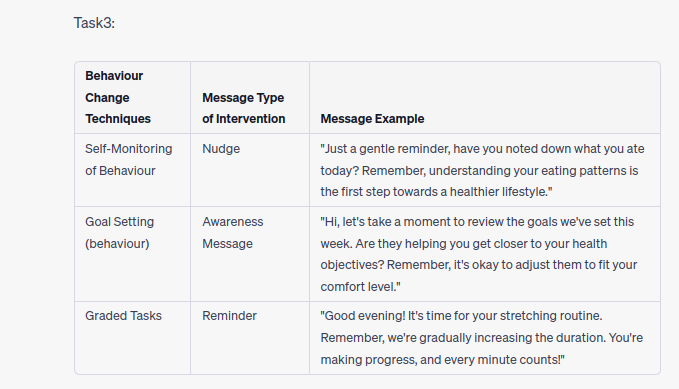 Task3:
Behaviour
Change
Techniques
Message Type
of Intervention
Message Example
Self-Monitoring
of Behaviour
Nudge
"Just a gentle reminder, have you noted down what you ate
today? Remember, understanding your eating patterns is
the first step towards a healthier lifestyle."
Goal Setting
(behaviour)
Awareness
Message
"Hi, let's take a moment to review the goals we've set this
week. Are they helping you get closer to your health
objectives? Remember, it's okay to adjust them to fit your
comfort level."
Graded Tasks
Reminder
"Good evening! It's time for your stretching routine.
Remember, we're gradually increasing the duration. You're
making progress, and every minute counts!"